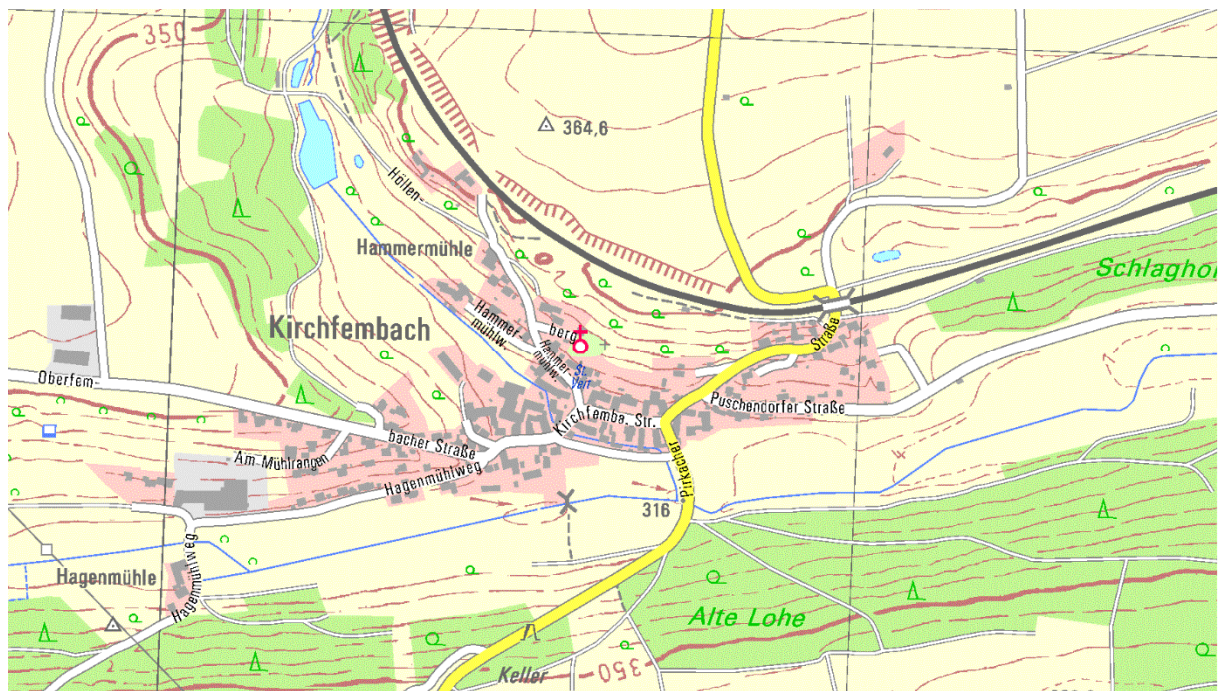 350
364,6
Höllen-
Schlaghol
Hammermühle
Kirchfembach
Hammer-
mühlw.
berg
Hammer-
mühlw.
St.
Veit
Straße
Oberfem-
bacher Straße
Kirchfemba. Str.
Puschendorfer Straße
Am Mühlrangen
Hagenmühlweg
Pirkacher
316
Hagenmühle
Hagenmühlweg
Alte Lohe
Keller
350